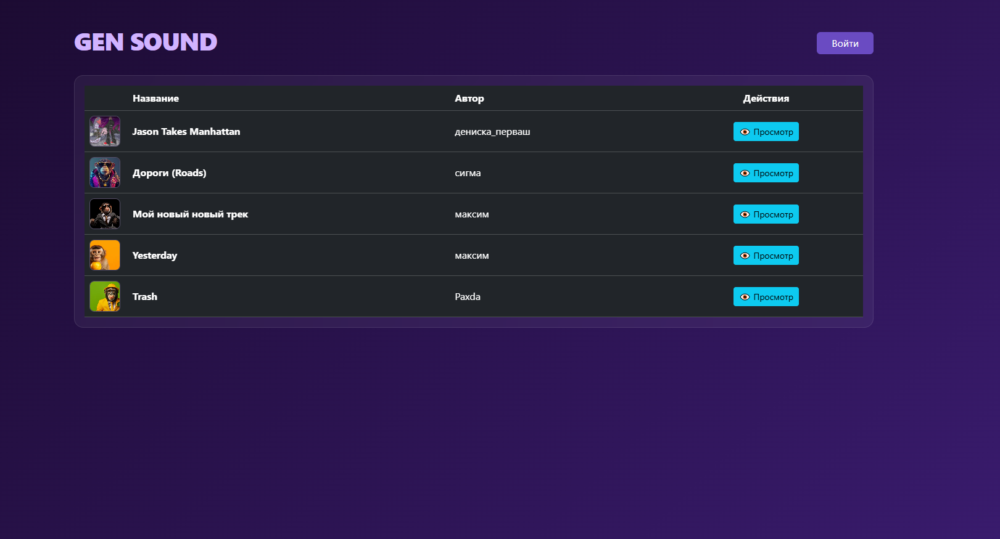 GEN SOUND
Войти
Название Автор Действия
Jason Takes Manhattan дениска_перваш Просмотр
Дороги (Roads) сигма Просмотр
Мой новый новый трек максим Просмотр
Yesterday максим Просмотр
Trash Paxda Просмотр